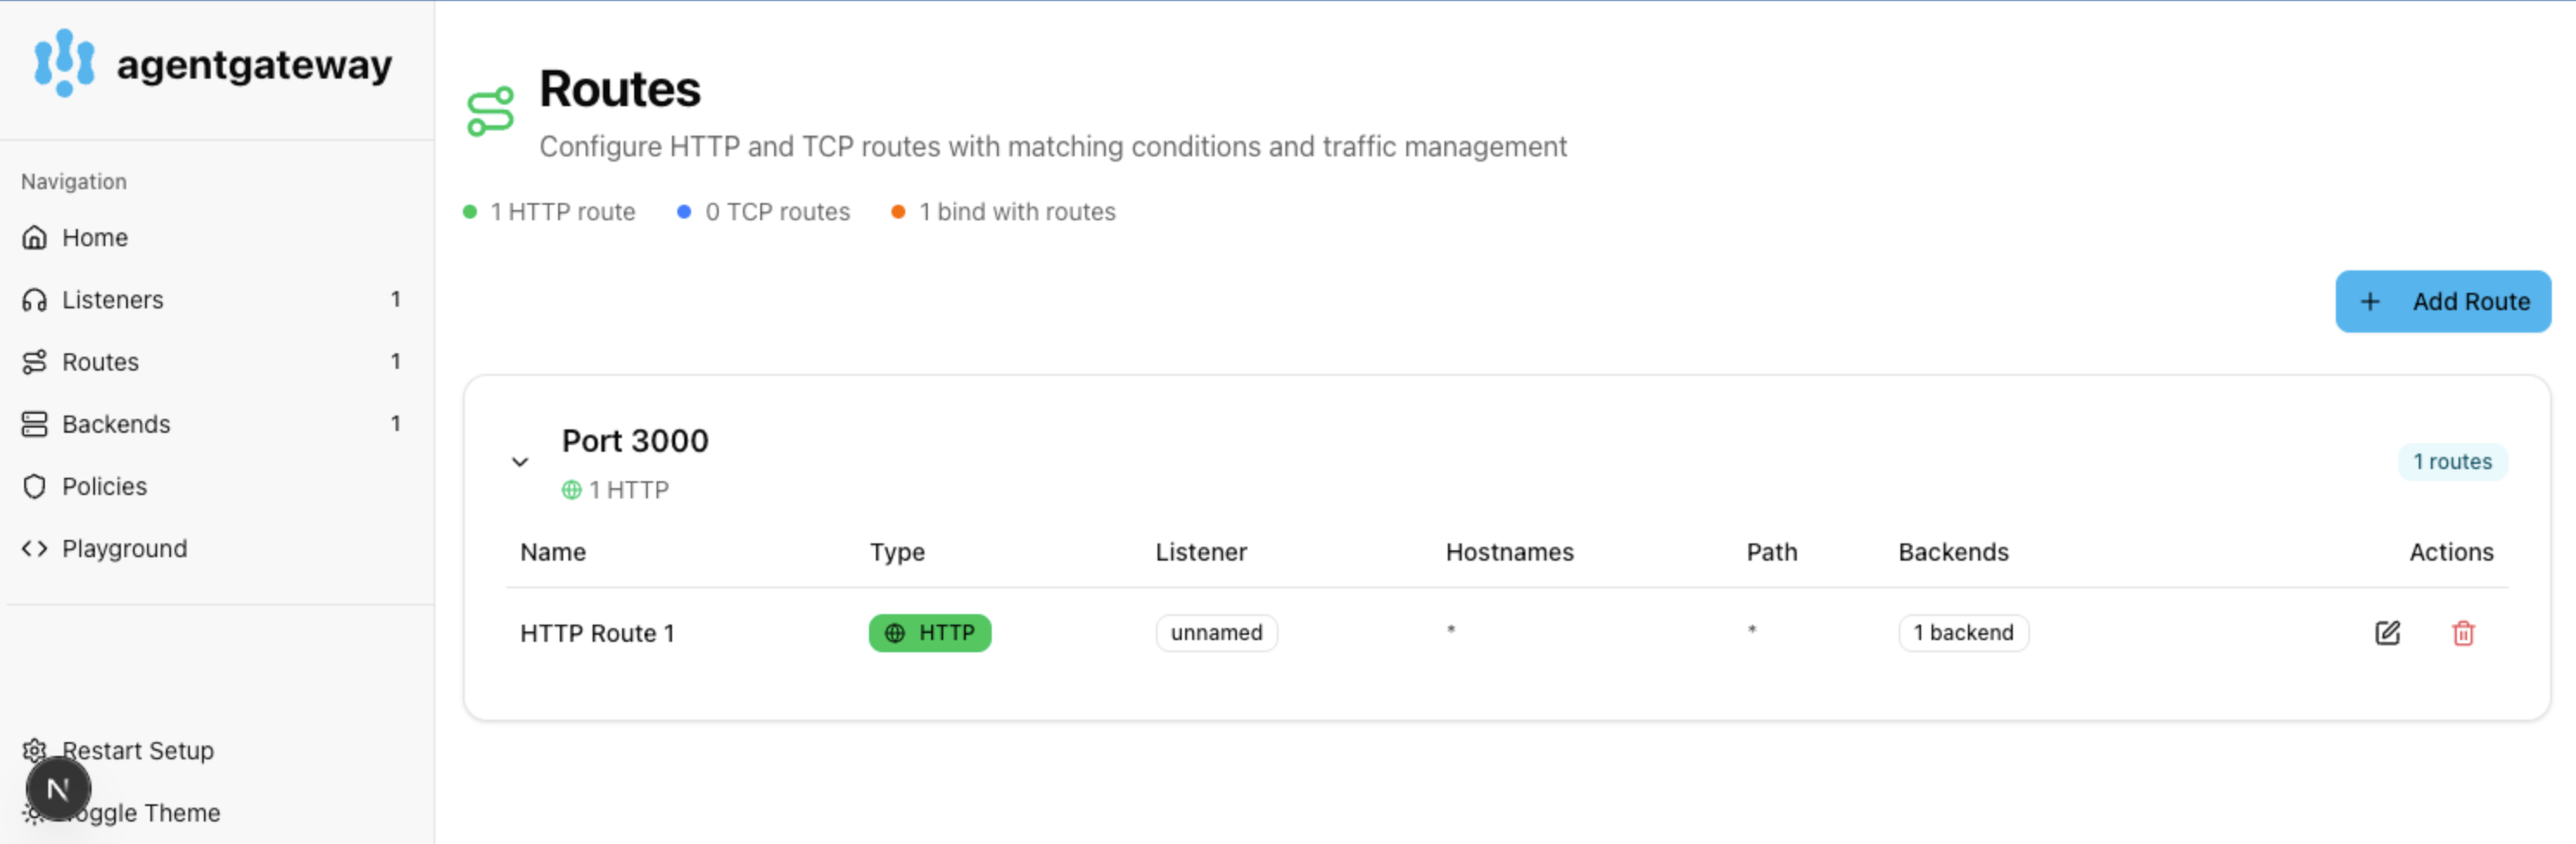 agentgateway
Navigation
Home
Listeners 1
Routes 1
Backends 1
Policies
Playground
Restart Setup
N
oggle Theme
Routes
Configure HTTP and TCP routes with matching conditions and traffic management
1 HTTP route 0 TCP routes 1 bind with routes
+ Add Route
Port 3000
1 HTTP
1 routes
Name Type Listener Hostnames Path Backends Actions
HTTP Route 1 HTTP unnamed * * 1 backend